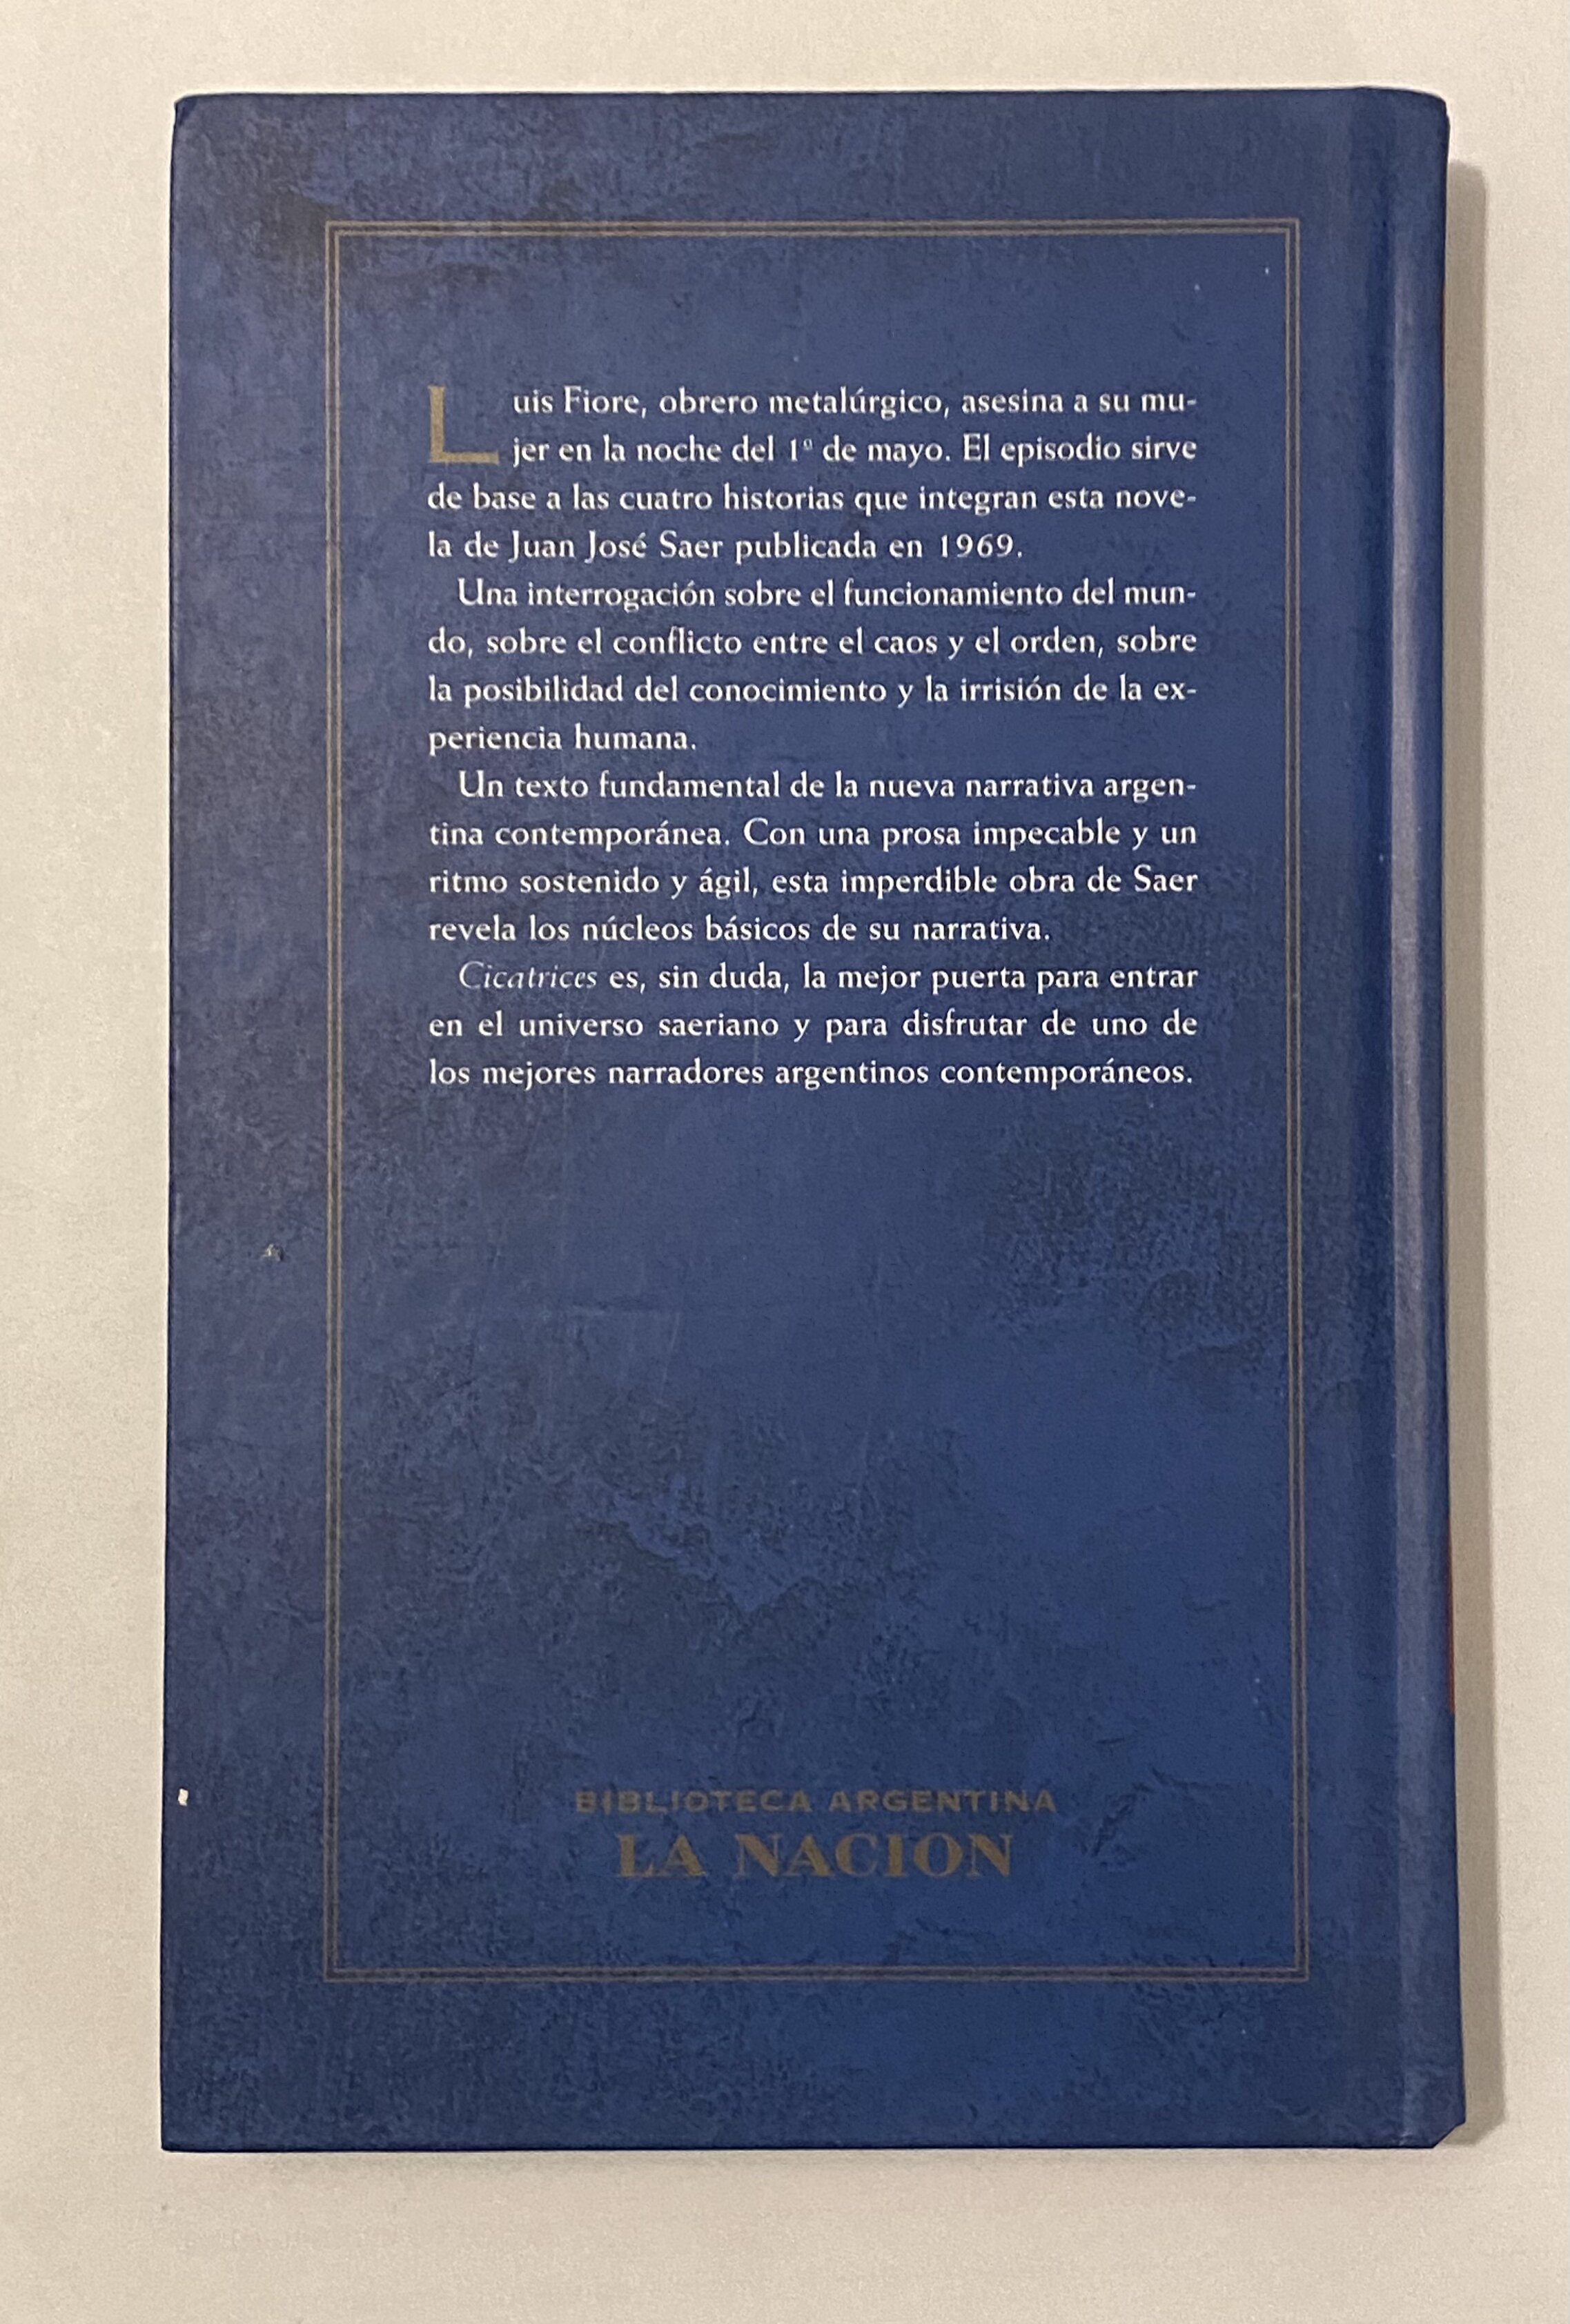 Luis Fiore, obrero metalúrgico, asesina a su mu-
jer en la noche del 1º de mayo. El episodio sirve
de base a las cuatro historias que integran esta nove-
la de Juan José Saer publicada en 1969.
Una interrogación sobre el funcionamiento del mun-
do, sobre el conflicto entre el caos y el orden, sobre
la posibilidad del conocimiento y la irrisión de la ex-
periencia humana.
Un texto fundamental de la nueva narrativa argen-
tina contemporánea. Con una prosa impecable y un
ritmo sostenido y ágil, esta imperdible obra de Saer
revela los núcleos básicos de su narrativa.
Cicatrices es, sin duda, la mejor puerta para entrar
en el universo saeriano y para disfrutar de uno de
los mejores narradores argentinos contemporáneos.
BIBLIOTECA ARGENTINA
LA NACION